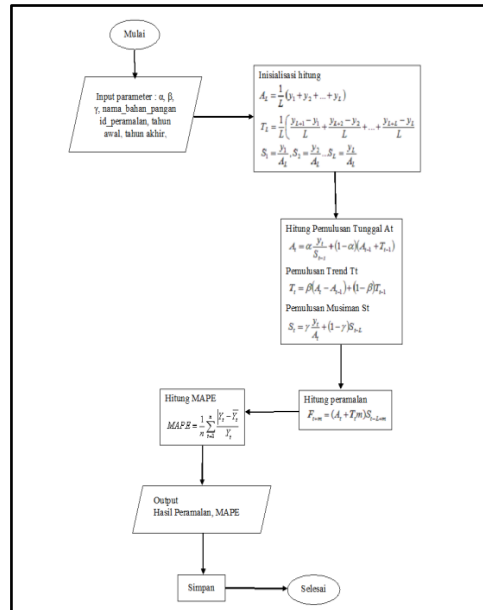 Mulai
Input parameter : α, β,
γ, nama_bahan_pangan
id_peramalan, tahun
awal, tahun akhir,
Inisialisasi hitung
A_L = 1/L (y_1 + y_2 + ... + y_L)
T_L = 1/L ( (y_{L+1} − y_1)/L + (y_{L+2} − y_2)/L + ... + (y_{L+L} − y_L)/L
S_1 = y_1/A_L , S_2 = y_2/A_L ... S_L = y_L/A_L
Hitung Pemulusan Tunggal At
A_t = α y_t/S_{t−L} + (1−α)(A_{t−1} + T_{t−1})
Pemulusan Trend Tt
T_t = β(A_t − A_{t−1}) + (1−β)T_{t−1}
Pemulusan Musiman St
S_t = γ y_t/A_t + (1−γ)S_{t−L}
Hitung peramalan
F_{t+m} = (A_t + T_t m)S_{t−L+m}
Hitung MAPE
MAPE = 1/n ∑_{t=1}^{n} |Y_t − Y̅_t|/Y_t
Output
Hasil Peramalan, MAPE
Simpan
Selesai